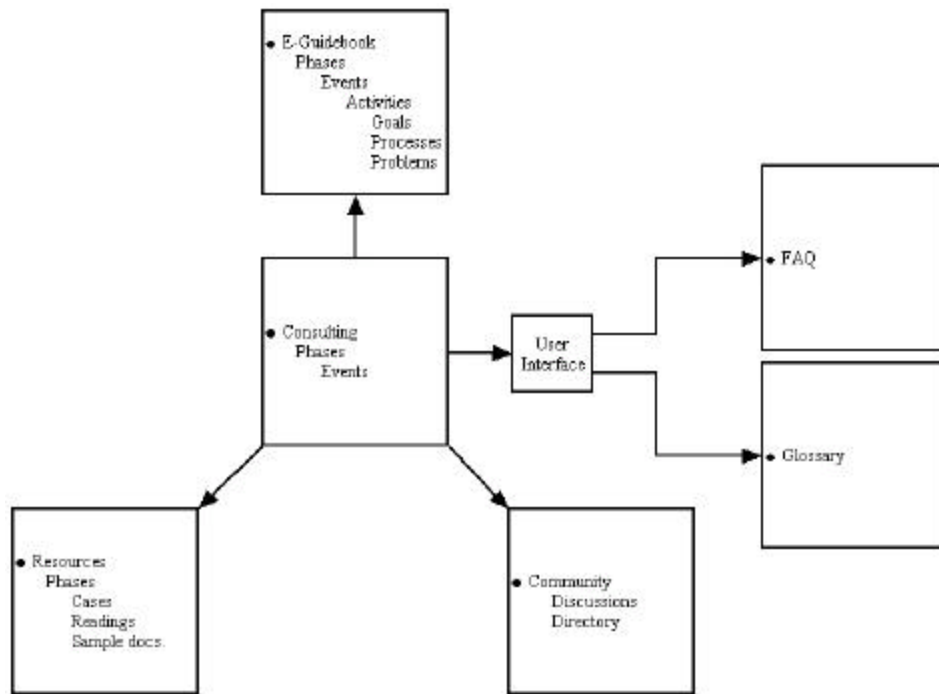 • E-Guidebook
Phases
Events
Activities
Goals
Processes
Problems
• FAQ
• Consulting
Phases
Events
User
Interface
• Glossary
• Resources
Phases
Cases
Readings
Sample docs.
• Community
Discussions
Directory